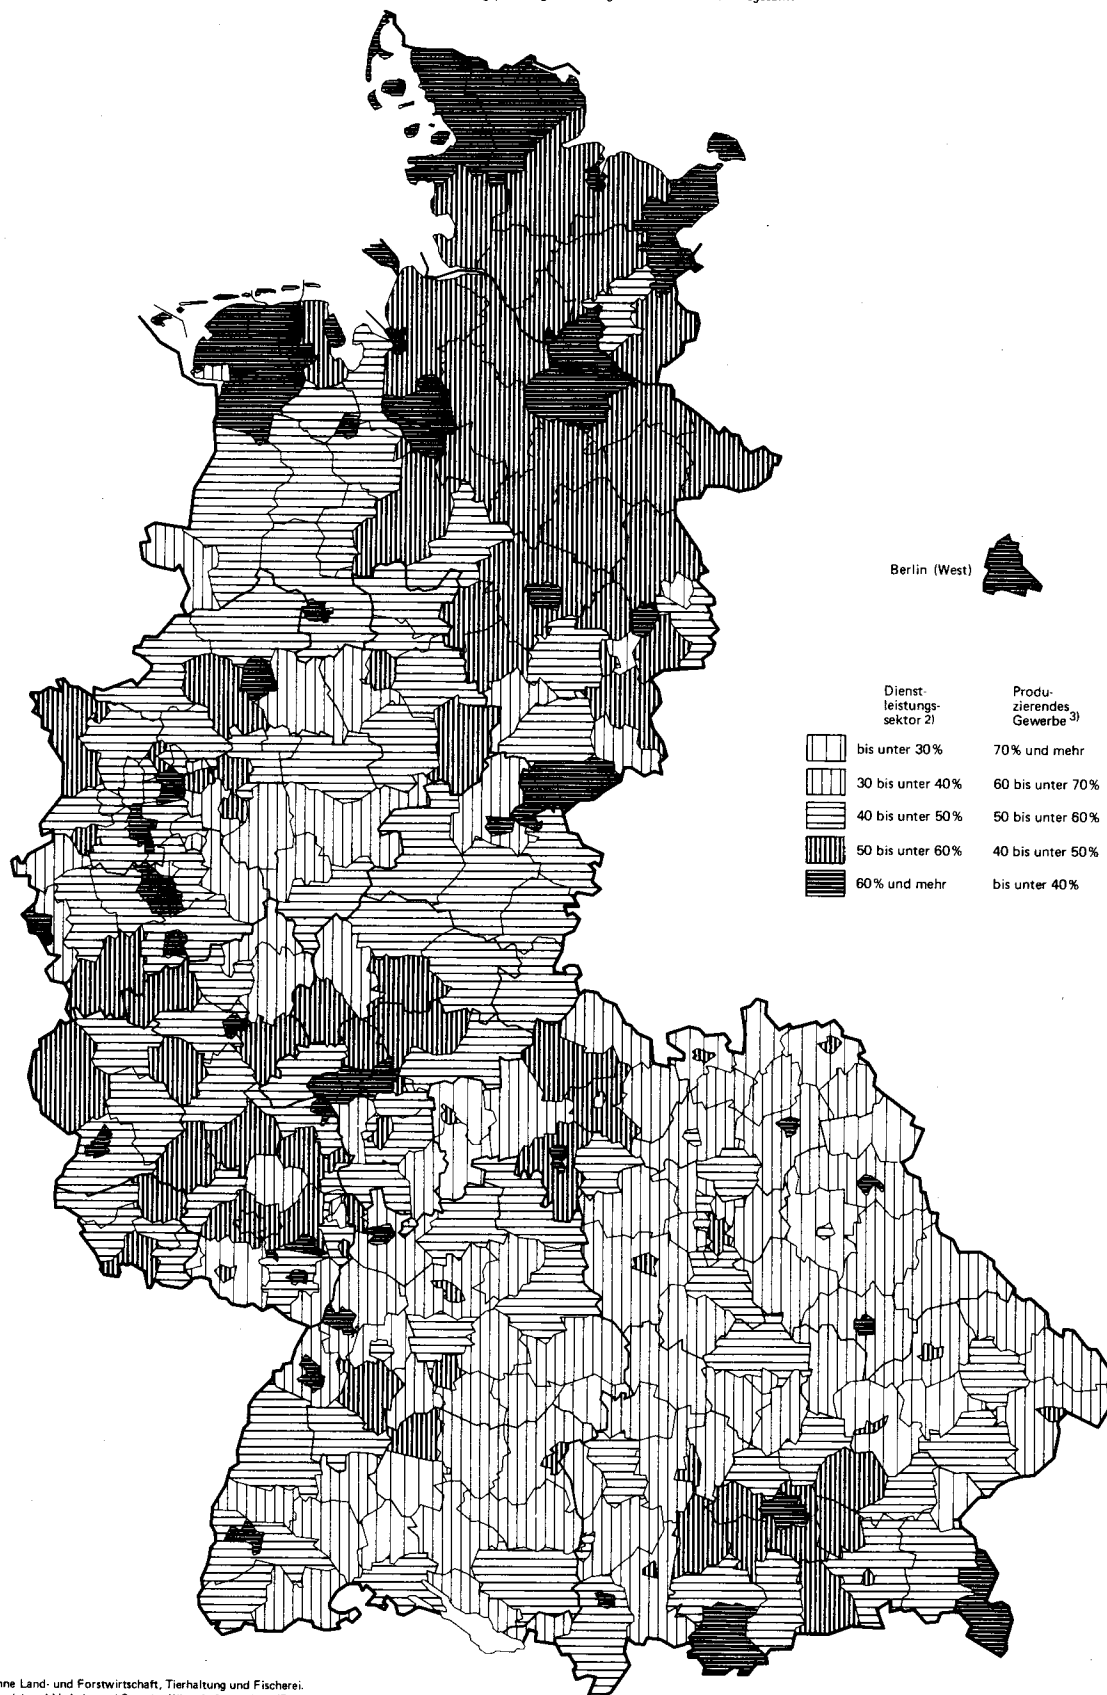 Berlin (West)
Dienst- Produ-
leistungs- zierendes
sektor 2) Gewerbe 3)
bis unter 30% 70% und mehr
30 bis unter 40% 60 bis unter 70%
40 bis unter 50% 50 bis unter 60%
50 bis unter 60% 40 bis unter 50%
60% und mehr bis unter 40%
Land- und Forstwirtschaft, Tierhaltung und Fischerei.